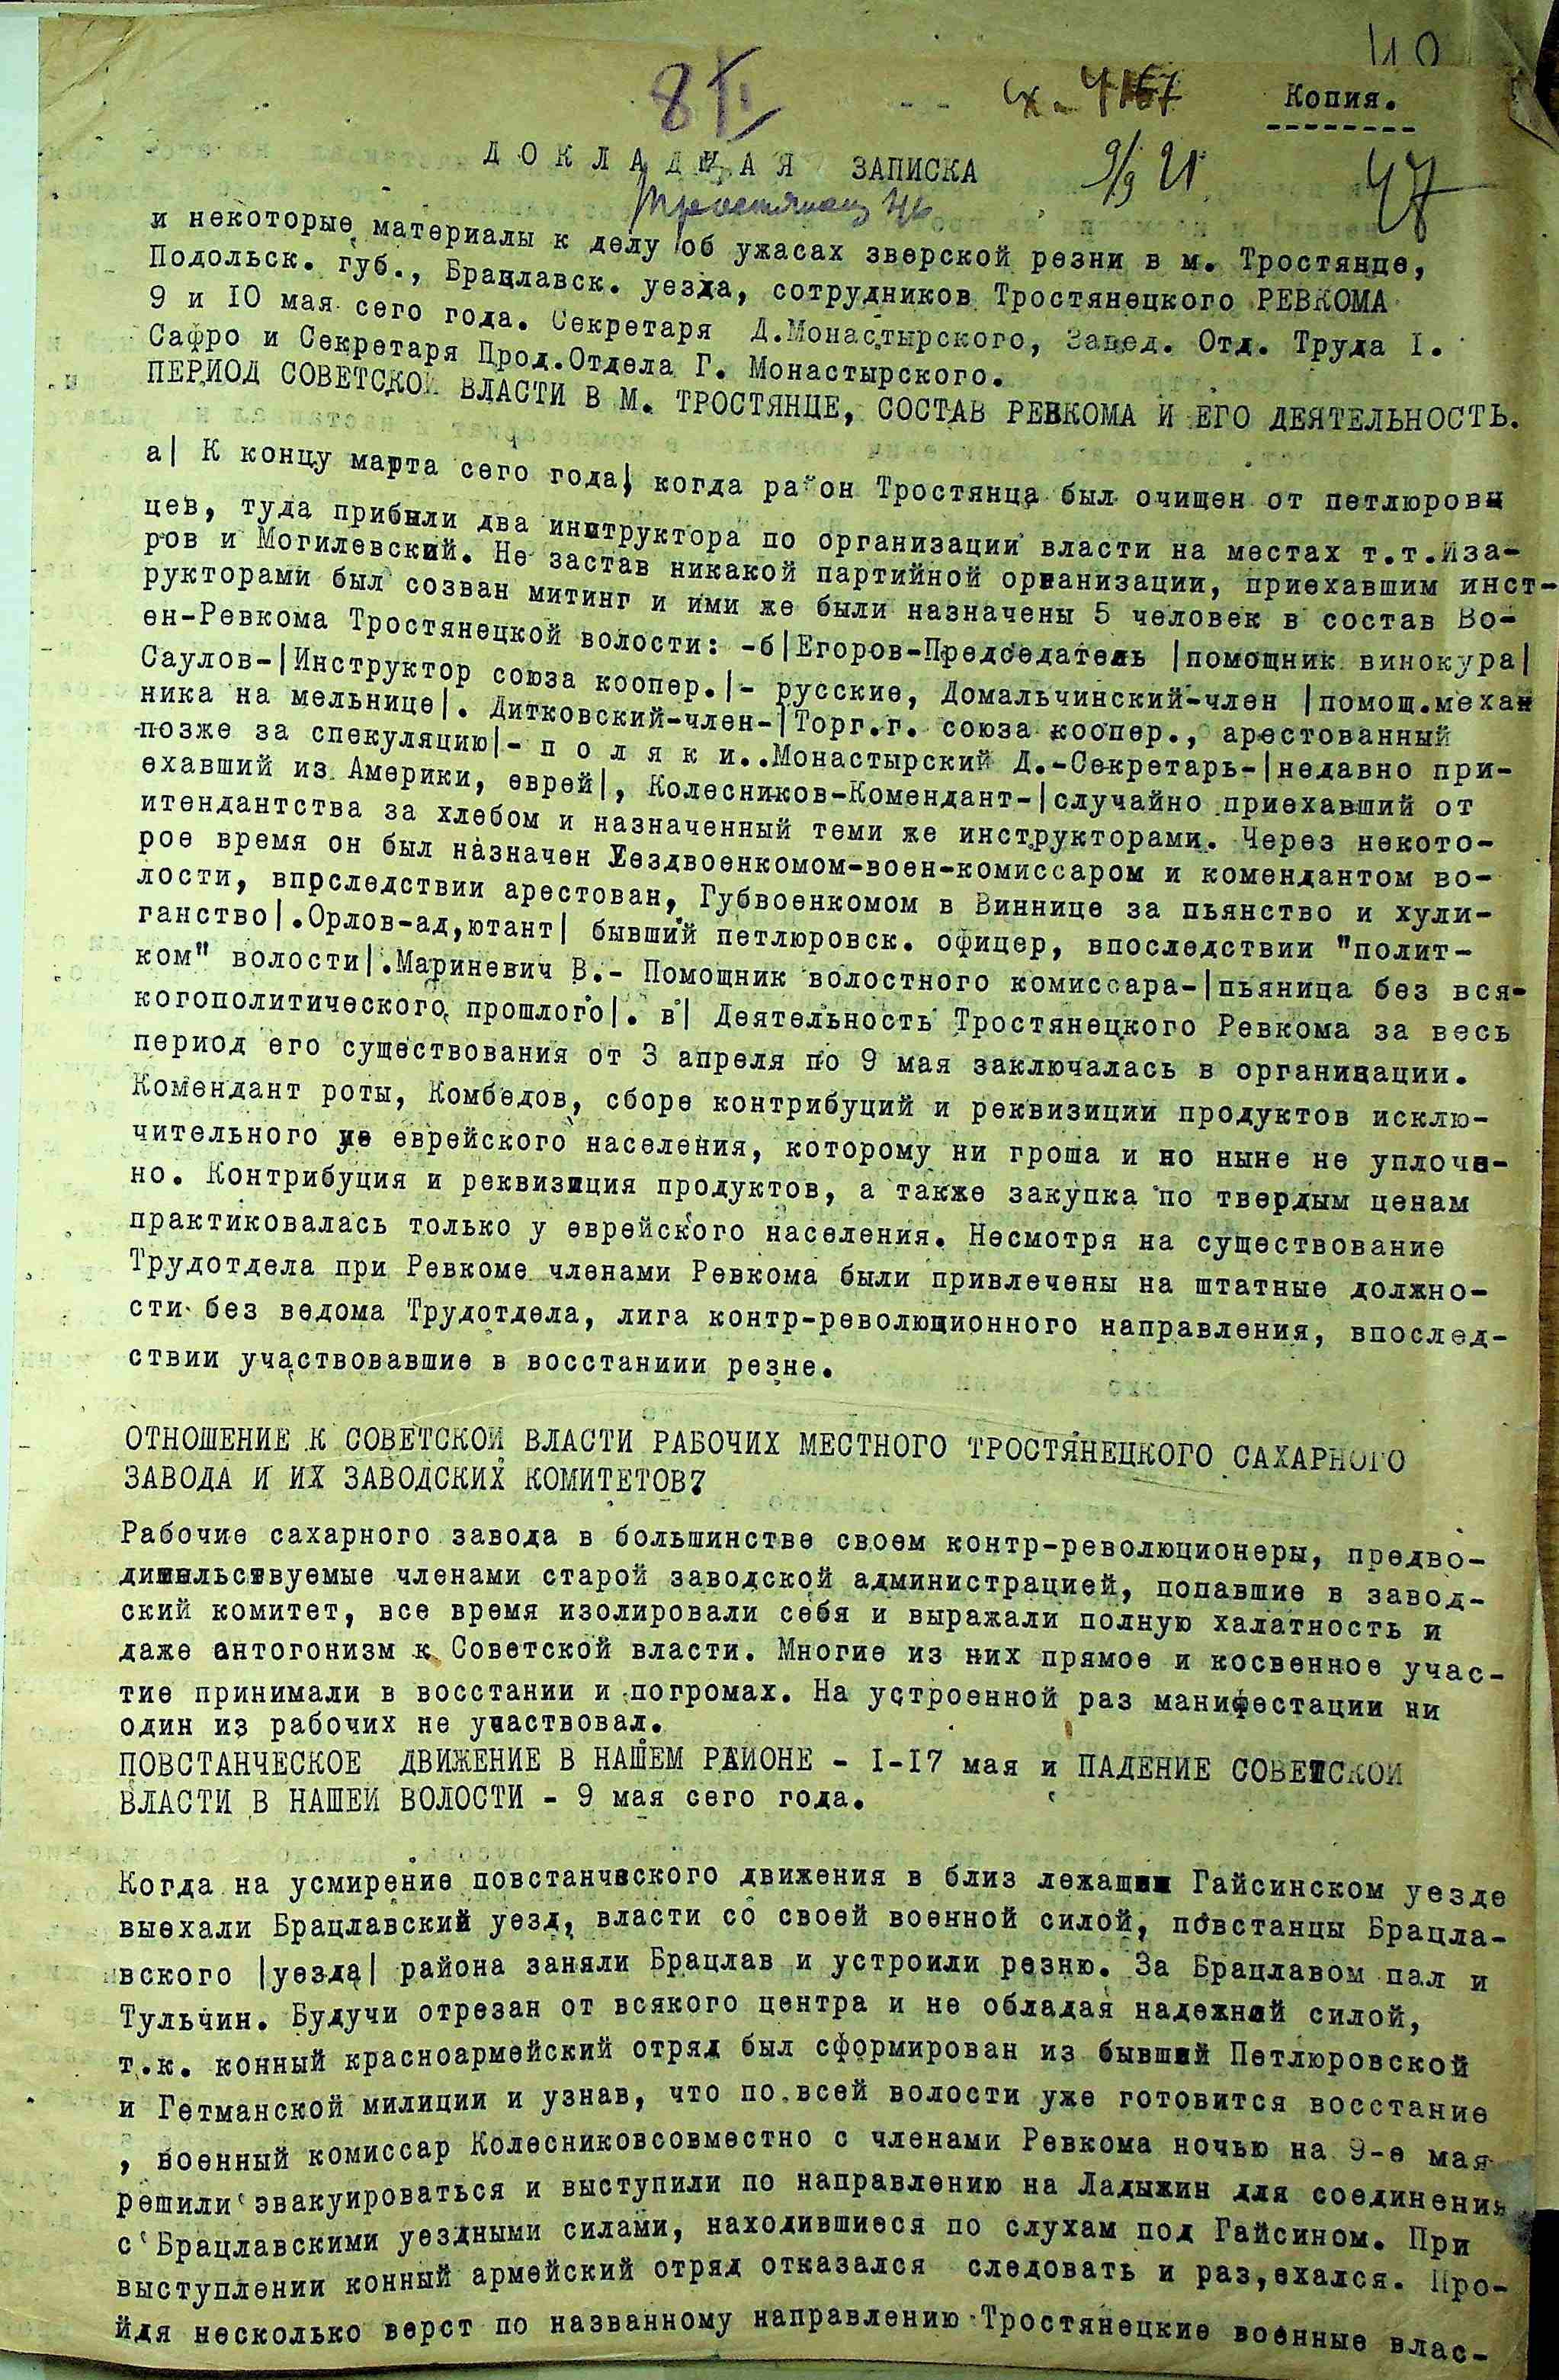 40
8/II
сх. 4167
Копия.
9/9 21
47
Д О К Л А Д Н А Я   ЗАПИСКА
Тростянец
и некоторые материалы к делу об ужасах зверской резни в м. Тростянце,
Подольск. губ., Брацлавск. уезда, сотрудников Тростянецкого РЕВКОМА
9 и 10 мая сего года. Секретаря Д.Монастырского, Завед. Отд. Труда I.
Сафро и Секретаря Прод.Отдела Г. Монастырского.
ПЕРИОД СОВЕТСКОЙ ВЛАСТИ В М. ТРОСТЯНЦЕ, СОСТАВ РЕВКОМА И ЕГО ДЕЯТЕЛЬНОСТЬ.
а| К концу марта сего года, когда район Тростянца был очищен от петлюровц
цев, туда прибыли два инструктора по организации власти на местах т.т.Иза-
ров и Могилевский. Не застав никакой партийной организации, приехавшим инст-
рукторами был созван митинг и ими же были назначены 5 человек в состав Во-
ен-Ревкома Тростянецкой волости: -б|Егоров-Председатель |помощник винокура|
Саулов-|Инструктор союза коопер.|- русские, Домальчинский-член |помощ.механ
ника на мельнице|. Дитковский-член-|Торг.г. союза коопер., арестованный
позже за спекуляцию|- п о л я к и..Монастырский Д.-Секретарь-|недавно при-
ехавший из Америки, еврей|, Колесников-Комендант-|случайно приехавший от
итендантства за хлебом и назначенный теми же инструкторами. Через некото-
рое время он был назначен Уездвоенкомом-воен-комиссаром и комендантом во-
лости, впрследствии арестован, Губвоенкомом в Виннице за пьянство и хули-
ганство|.Орлов-ад,ютант| бывший петлюровск. офицер, впоследствии "полит-
ком" волости|.Мариневич В.- Помощник волостного комиссара-|пьяница без вся-
когополитического прошлого|. в| Деятельность Тростянецкого Ревкома за весь
период его существования от 3 апреля по 9 мая заключалась в организации.
Комендант роты, Комбедов, сборе контрибуций и реквизиции продуктов исклю-
чительного уе еврейского населения, которому ни гроша и но ныне не уплоче-
но. Контрибуция и реквизиция продуктов, а также закупка по твердым ценам
практиковалась только у еврейского населения. Несмотря на существование
Трудотдела при Ревкоме членами Ревкома были привлечены на штатные должно-
сти без ведома Трудотдела, лига контр-революционного направления, впослед-
ствии участвовавшие в восстаниии резне.
ОТНОШЕНИЕ К СОВЕТСКОЙ ВЛАСТИ РАБОЧИХ МЕСТНОГО ТРОСТЯНЕЦКОГО САХАРНОГО
ЗАВОДА И ИХ ЗАВОДСКИХ КОМИТЕТОВ?
Рабочие сахарного завода в большинстве своем контр-революционеры, предво-
дительствуемые членами старой заводской администрацией, попавшие в завод-
ский комитет, все время изолировали себя и выражали полную халатность и
даже антогонизм к Советской власти. Многие из них прямое и косвенное учас-
тие принимали в восстании и погромах. На устроенной раз манифестации ни
один из рабочих не участвовал.
ПОВСТАНЧЕСКОЕ  ДВИЖЕНИЕ В НАШЕМ РАЙОНЕ - I-I7 мая и ПАДЕНИЕ СОВЕТСКОЙ
ВЛАСТИ В НАШЕЙ ВОЛОСТИ - 9 мая сего года.
Когда на усмирение повстанческого движения в близ лежащем Гайсинском уезде
выехали Брацлавский уезд, власти со своей военной силой, повстанцы Брацла-
вского |уезда| района заняли Брацлав и устроили резню. За Брацлавом пал и
Тульчин. Будучи отрезан от всякого центра и не обладая надежной силой,
т.к. конный красноармейский отряд был сформирован из бывший Петлюровской
и Гетманской милиции и узнав, что по всей волости уже готовится восстание
, военный комиссар Колесниковсовместно с членами Ревкома ночью на 9-е мая
решили эвакуироваться и выступили по направлению на Ладыжин для соединения
с Брацлавскими уездными силами, находившиеся по слухам под Гайсином. При
выступлении конный армейский отряд отказался  следовать и раз,ехался. Про-
йдя несколько верст по названному направлению Тростянецкие военные влас-